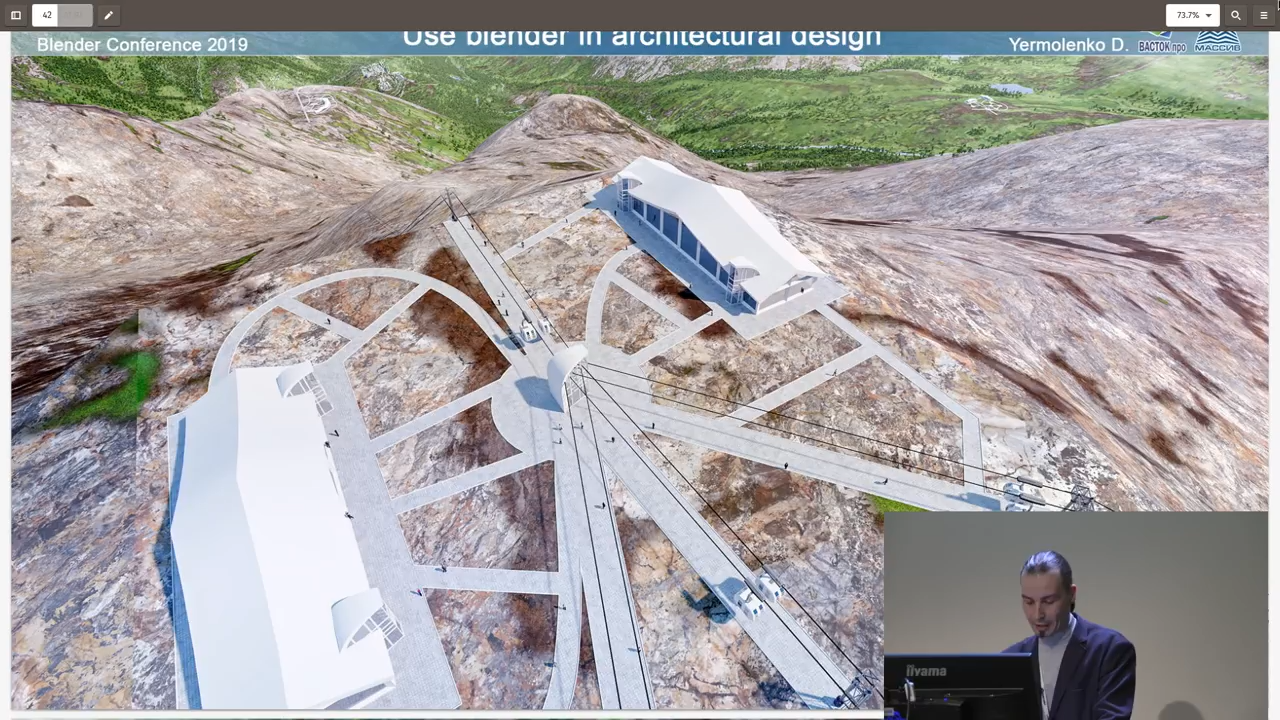 42
73.7%
Blender Conference 2019
Use blender in architectural design
Yermolenko D.
ВАСТОК про
МАССИВ
iiyama